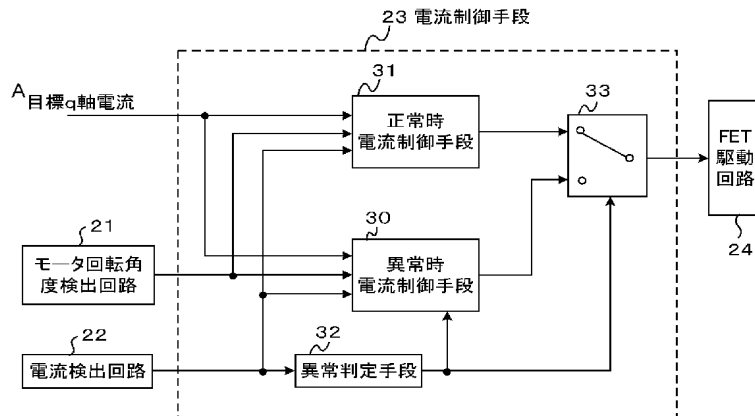 23 電流制御手段
A目標q軸電流
31
正常時
電流制御手段
33
FET
駆動
回路
24
30
異常時
電流制御手段
21
モータ回転角
度検出回路
22
電流検出回路
32
異常判定手段